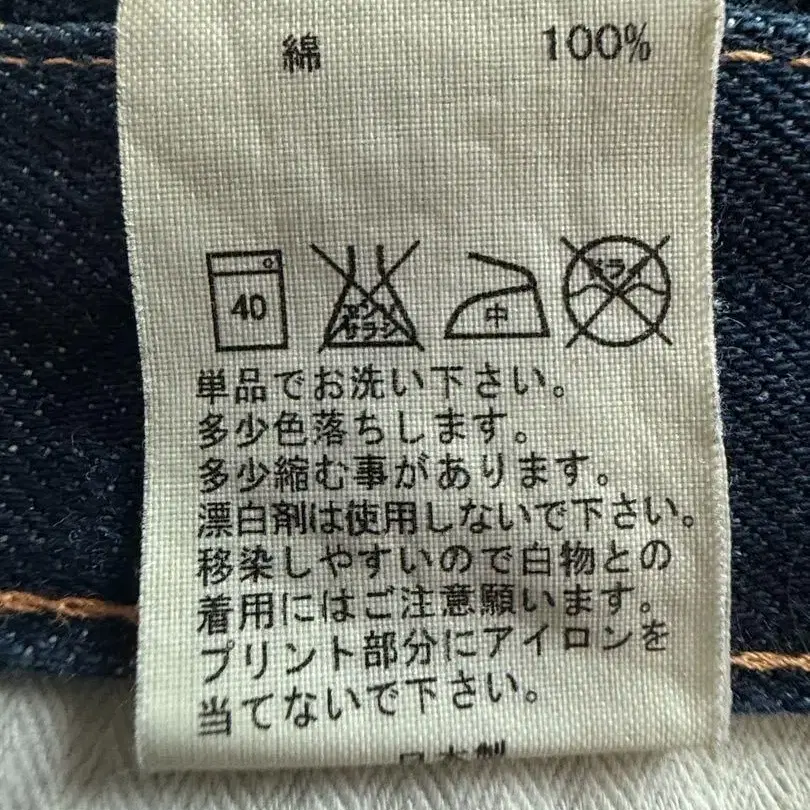 綿 100%
40 エンソサラシ 中 ドライ
単品でお洗い下さい。
多少色落ちします。
多少縮む事があります。
漂白剤は使用しないで下さい。
移染しやすいので白物との
着用にはご注意願います。
プリント部分にアイロンを
当てないで下さい。
日本製